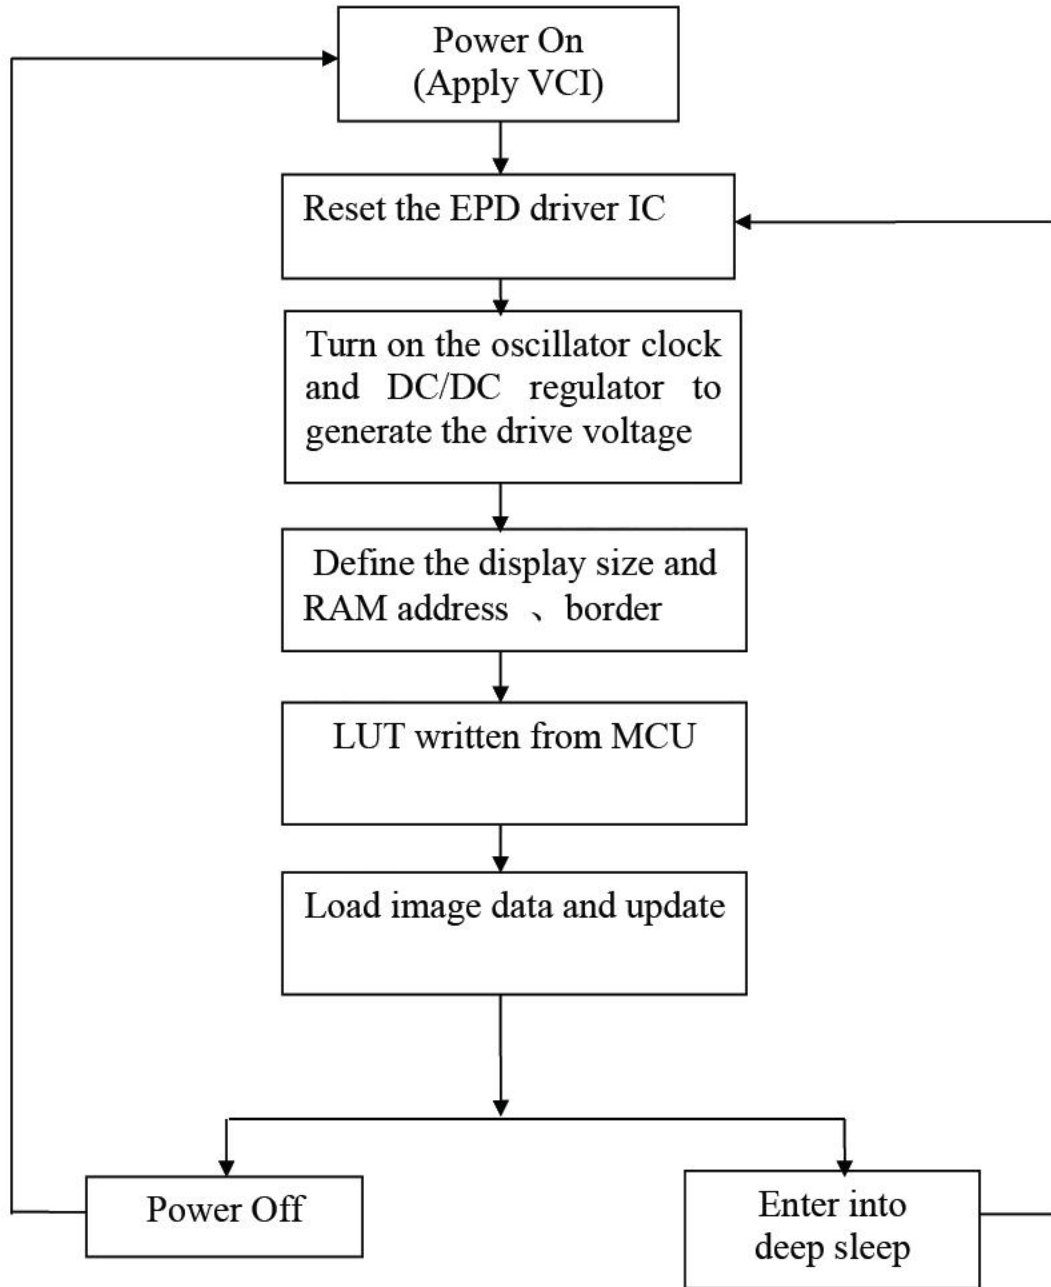 Power On
(Apply VCI)
Reset the EPD driver IC
Turn on the oscillator clock
and DC/DC regulator to
generate the drive voltage
Define the display size and
RAM address 、border
LUT written from MCU
Load image data and update
Power Off
Enter into
deep sleep